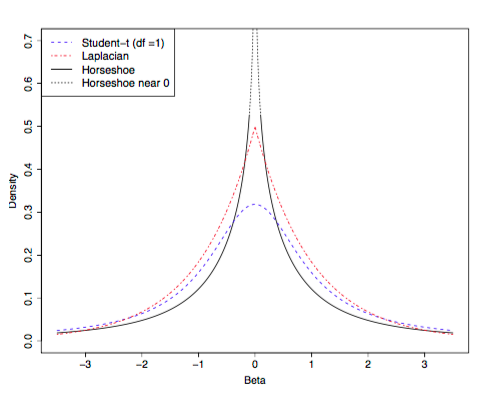 0.7
0.6
0.5
0.4
0.3
0.2
0.1
0.0
Density
Student−t (df =1)
Laplacian
Horseshoe
Horseshoe near 0
−3 −2 −1 0 1 2 3
Beta